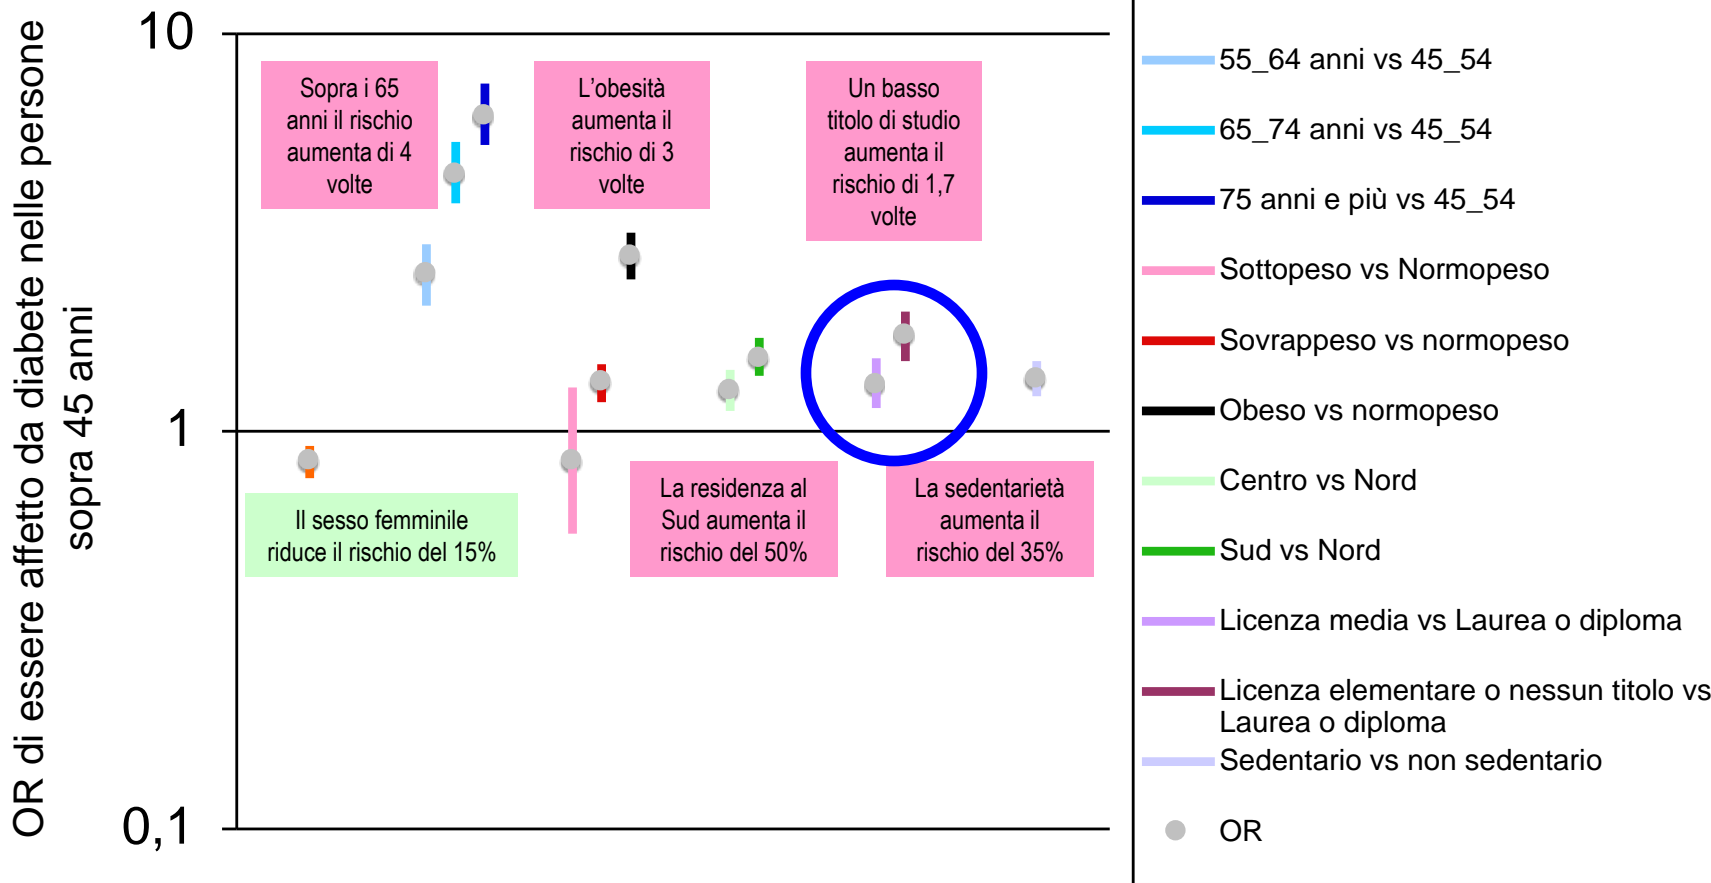 OR di essere affetto da diabete nelle persone
sopra 45 anni
10
1
0,1
Sopra i 65
anni il rischio
aumenta di 4
volte
L'obesità
aumenta il
rischio di 3
volte
Un basso
titolo di studio
aumenta il
rischio di 1,7
volte
Il sesso femminile
riduce il rischio del 15%
La residenza al
Sud aumenta il
rischio del 50%
La sedentarietà
aumenta il
rischio del 35%
55_64 anni vs 45_54
65_74 anni vs 45_54
75 anni e più vs 45_54
Sottopeso vs Normopeso
Sovrappeso vs normopeso
Obeso vs normopeso
Centro vs Nord
Sud vs Nord
Licenza media vs Laurea o diploma
Licenza elementare o nessun titolo vs
Laurea o diploma
Sedentario vs non sedentario
OR